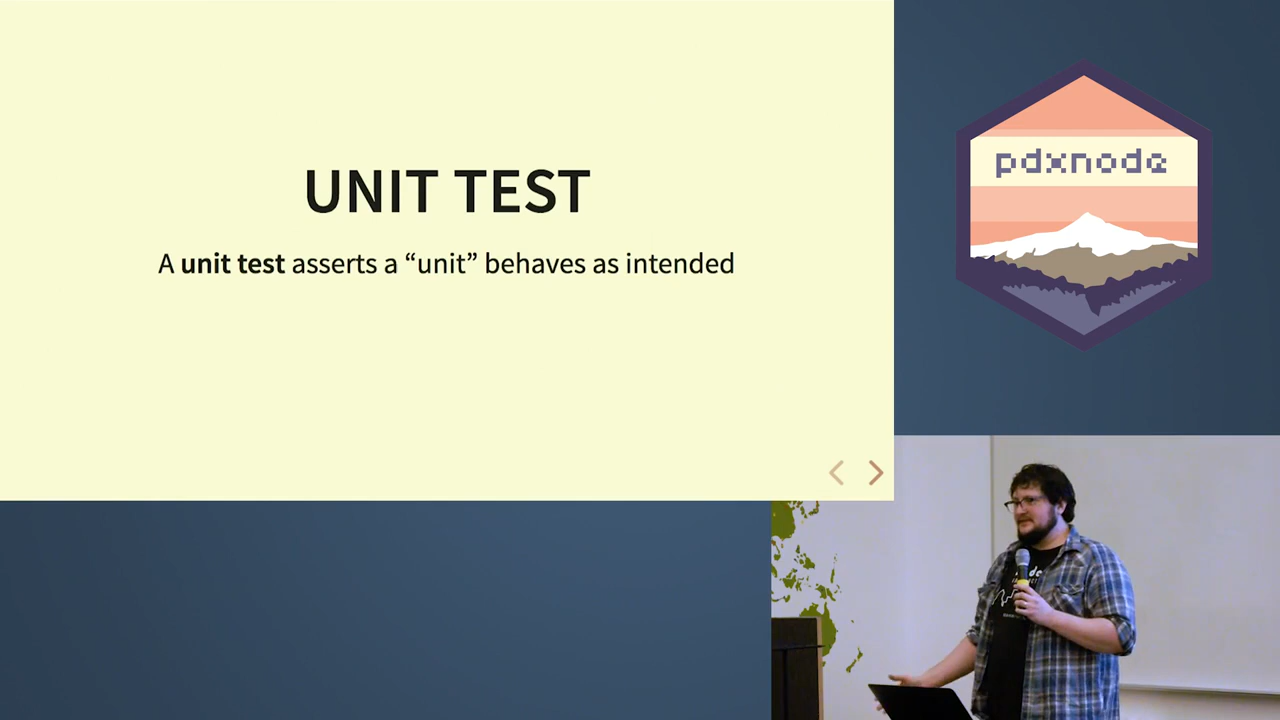 UNIT TEST
A unit test asserts a “unit” behaves as intended
pdxnode